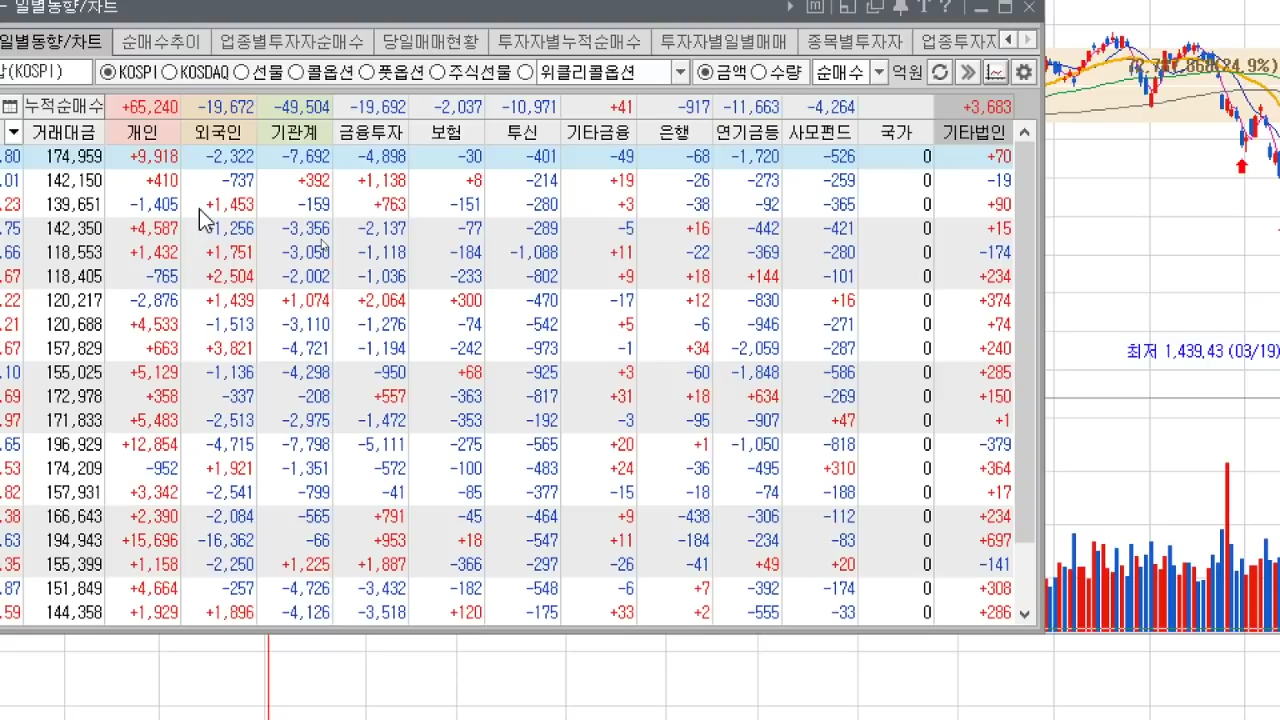 일별동향/차트
일별동향/차트 순매수추이 업종별투자자순매수 당일매매현황 투자자별누적순매수 투자자별일별매매 종목별투자자 업종투자자
(KOSPI) KOSPI KOSDAQ 선물 콜옵션 풋옵션 주식선물 위클리콜옵션 금액 수량 순매수 억원
누적순매수 +65,240 -19,672 -49,504 -19,692 -2,037 -10,971 +41 -917 -11,663 -4,264 +3,683
거래대금 개인 외국인 기관계 금융투자 보험 투신 기타금융 은행 연기금등 사모펀드 국가 기타법인
.80 174,959 +9,918 -2,322 -7,692 -4,898 -30 -401 -49 -68 -1,720 -526 0 +70
.01 142,150 +410 -737 +392 +1,138 +8 -214 +19 -26 -273 -259 0 -19
.23 139,651 -1,405 +1,453 -159 +763 -151 -280 +3 -38 -92 -365 0 +90
.75 142,350 +4,587 -1,256 -3,356 -2,137 -77 -289 -5 +16 -442 -421 0 +15
.66 118,553 +1,432 +1,751 -3,050 -1,118 -184 -1,088 +11 -22 -369 -280 0 -174
.67 118,405 -765 +2,504 -2,002 -1,036 -233 -802 +9 +18 +144 -101 0 +234
.22 120,217 -2,876 +1,439 +1,074 +2,064 +300 -470 -17 +12 -830 +16 0 +374
.21 120,688 +4,533 -1,513 -3,110 -1,276 -74 -542 +5 -6 -946 -271 0 +74
.67 157,829 +663 +3,821 -4,721 -1,194 -242 -973 -1 +34 -2,059 -287 0 +240
.10 155,025 +5,129 -1,136 -4,298 -950 +68 -925 +3 -60 -1,848 -586 0 +285
.69 172,978 +358 -337 -208 +557 -363 -817 +31 +18 +634 -269 0 +150
.97 171,833 +5,483 -2,513 -2,975 -1,472 -353 -192 -3 -95 -907 +47 0 +1
.65 196,929 +12,854 -4,715 -7,798 -5,111 -275 -565 +20 +1 -1,050 -818 0 -379
.53 174,209 -952 +1,921 -1,351 -572 -100 -483 +24 -36 -495 +310 0 +364
.82 157,931 +3,342 -2,541 -799 -41 -85 -377 -15 -18 -74 -188 0 +17
.38 166,643 +2,390 -2,084 -565 +791 -45 -464 +9 -438 -306 -112 0 +234
.63 194,943 +15,696 -16,362 -66 +953 +18 -547 +11 -184 -234 -83 0 +697
.35 155,399 +1,158 -2,250 +1,225 +1,887 -366 -297 -26 -41 +49 +20 0 -141
.87 151,849 +4,664 -257 -4,726 -3,432 -182 -548 -6 +7 -392 -174 0 +308
.59 144,358 +1,929 +1,896 -4,126 -3,518 +120 -175 +33 +2 -555 -33 0 +286
최저 1,439.43 (03/19)